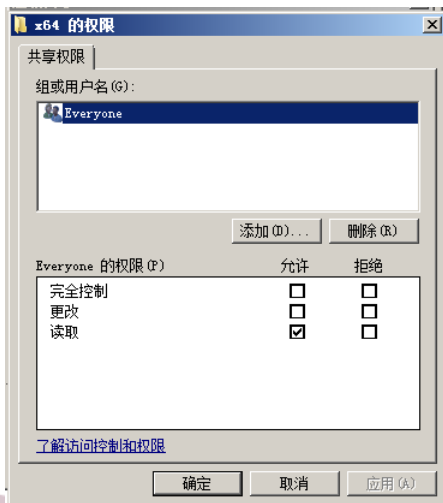 x64 的权限
共享权限
组或用户名(G):
Everyone
添加(D)... 删除(R)
Everyone 的权限(P) 允许 拒绝
完全控制
更改
读取
了解访问控制和权限
确定 取消 应用(A)